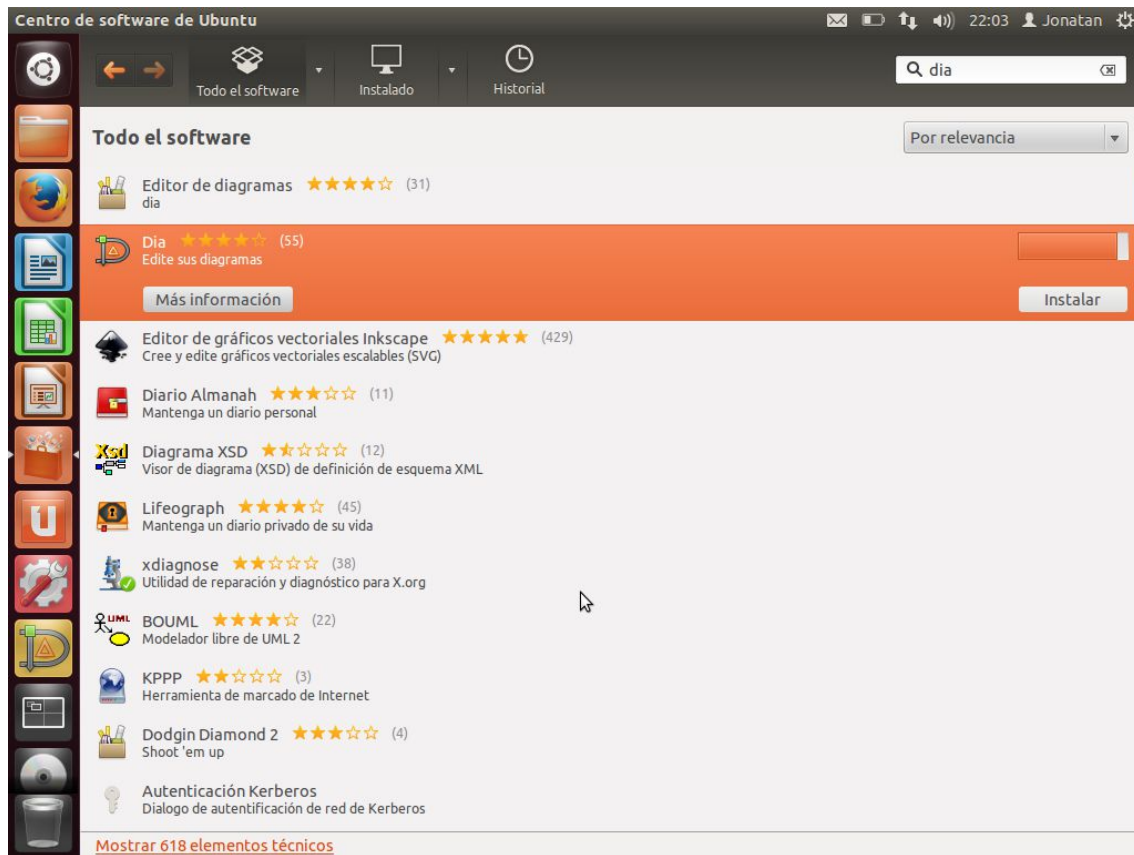 Centro de software de Ubuntu
22:03 Jonatan
Todo el software
Instalado
Historial
dia
Todo el software
Por relevancia
Editor de diagramas (31)
dia
Dia (55)
Edite sus diagramas
Más información
Instalar
Editor de gráficos vectoriales Inkscape (429)
Cree y edite gráficos vectoriales escalables (SVG)
Diario Almanah (11)
Mantenga un diario personal
Xsd
Diagrama XSD (12)
Visor de diagrama (XSD) de definición de esquema XML
Lifeograph (45)
Mantenga un diario privado de su vida
xdiagnose (38)
Utilidad de reparación y diagnóstico para X.org
UML
BOUML (22)
Modelador libre de UML 2
KPPP (3)
Herramienta de marcado de Internet
Dodgin Diamond 2 (4)
Shoot 'em up
Autenticación Kerberos
Dialogo de autentificación de red de Kerberos
Mostrar 618 elementos técnicos